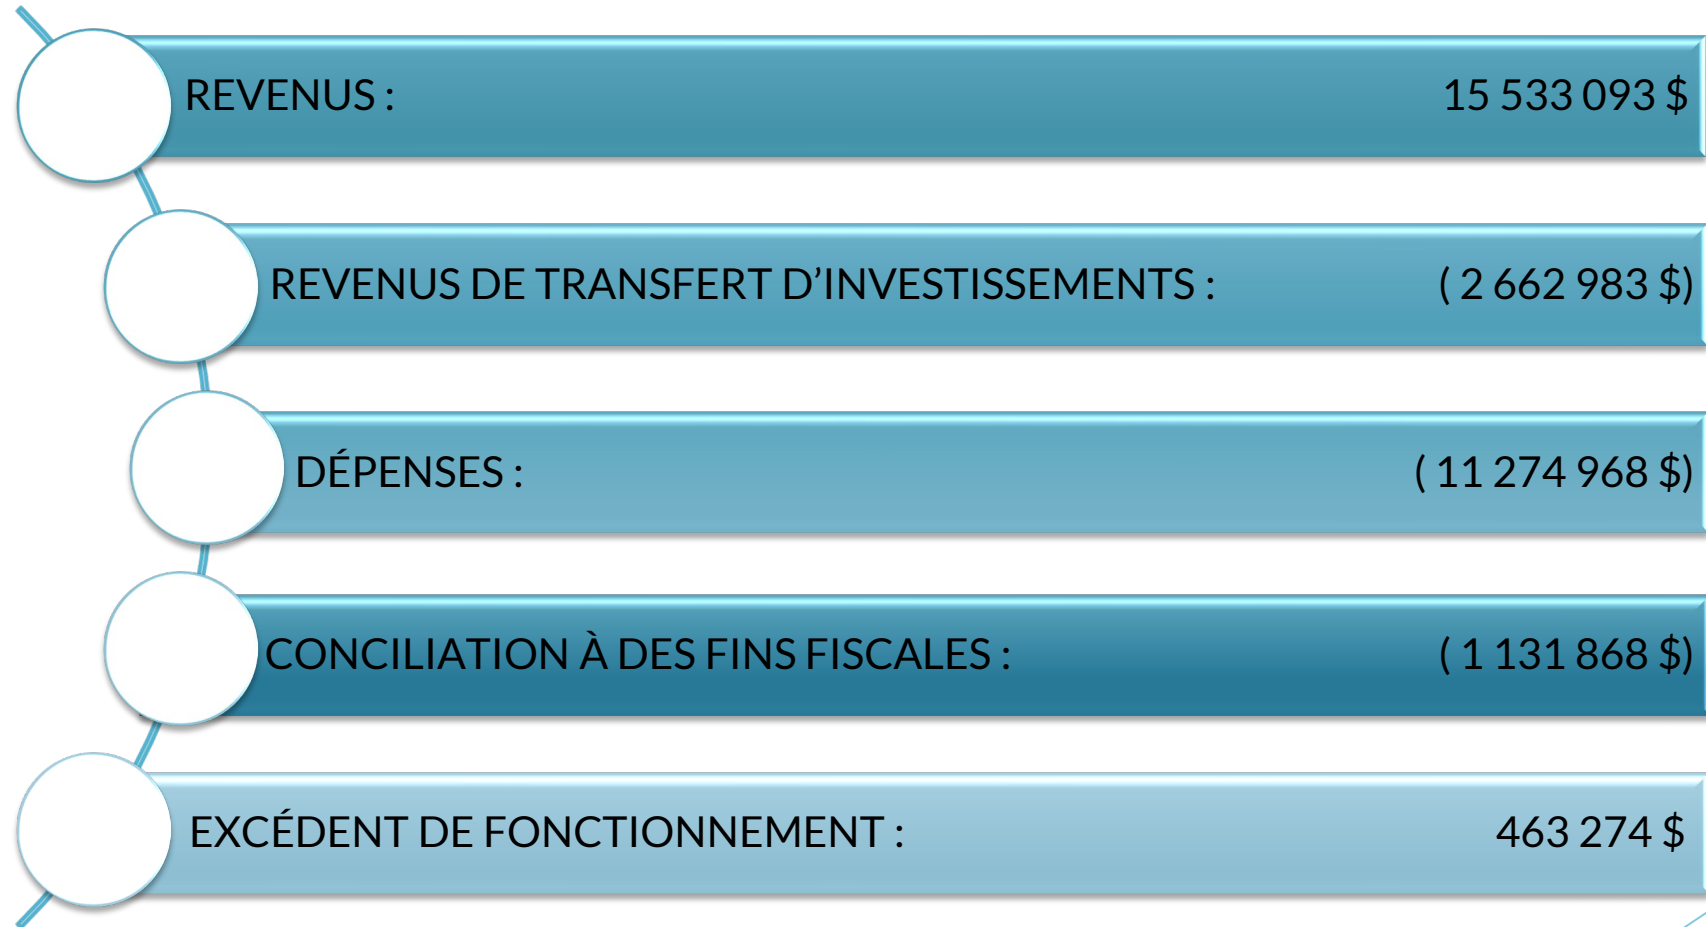 REVENUS : 15 533 093 $
REVENUS DE TRANSFERT D’INVESTISSEMENTS : ( 2 662 983 $)
DÉPENSES : ( 11 274 968 $)
CONCILIATION À DES FINS FISCALES : ( 1 131 868 $)
EXCÉDENT DE FONCTIONNEMENT : 463 274 $